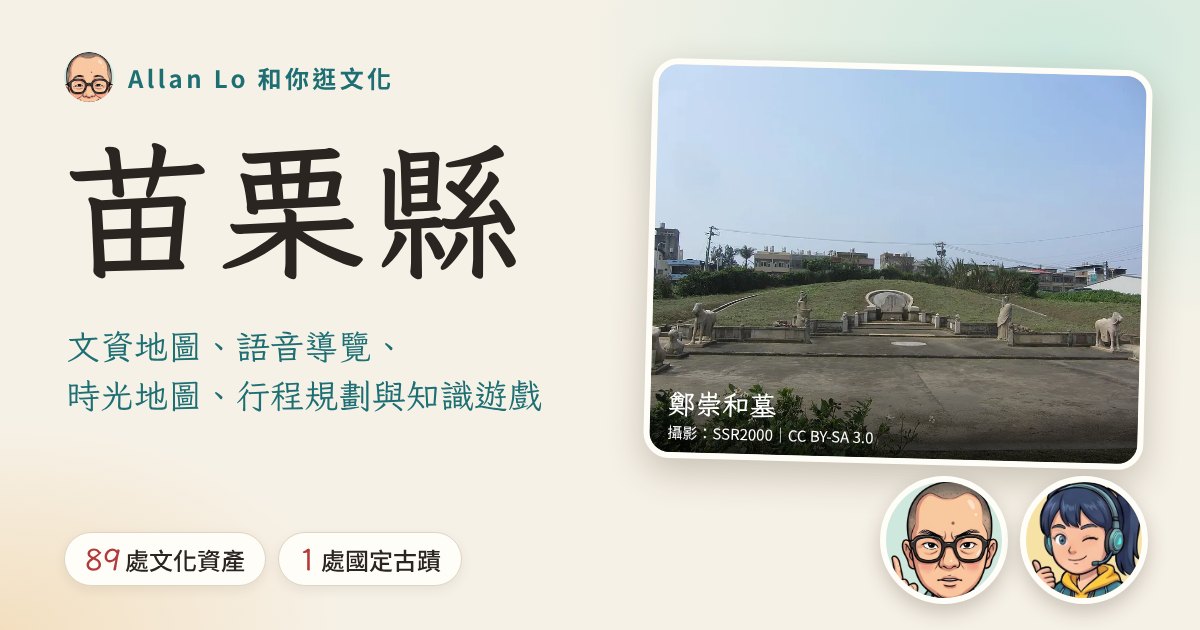 Allan Lo 和你逛文化
苗栗縣
文資地圖、語音導覽、
時光地圖、行程規劃與知識遊戲
89 處文化資產
1 處國定古蹟
鄭崇和墓
攝影：SSR2000｜CC BY-SA 3.0